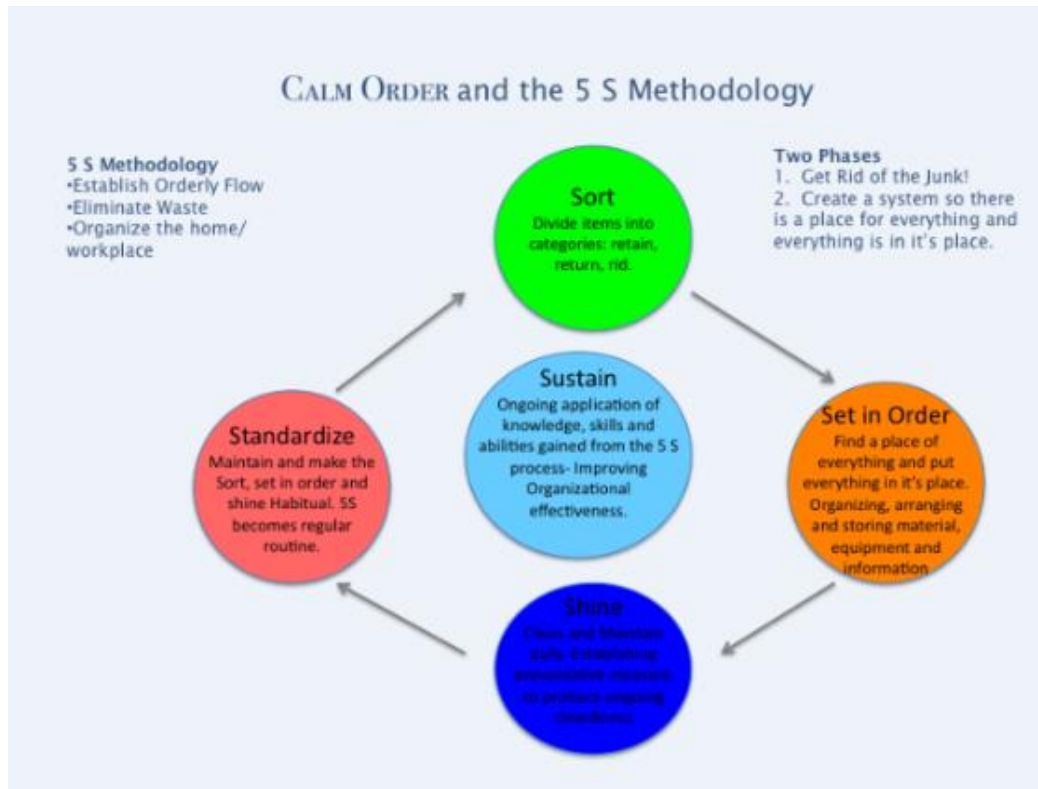 CALM ORDER and the 5 S Methodology
5 S Methodology
•Establish Orderly Flow
•Eliminate Waste
•Organize the home/
workplace
Two Phases
1. Get Rid of the Junk!
2. Create a system so there
is a place for everything and
everything is in it's place.
Sort
Divide items into
categories: retain,
return, rid.
Sustain
Ongoing application of
knowledge, skills and
abilities gained from the 5 S
process- Improving
Organizational
effectiveness.
Set in Order
Find a place of
everything and put
everything in it's place.
Organizing, arranging
and storing material,
equipment and
information
Standardize
Maintain and make the
Sort, set in order and
shine Habitual. 5S
becomes regular
routine.
Shine
Clean and Maintain
daily. Establishing
preventative measure
to produce ongoing
cleanliness.